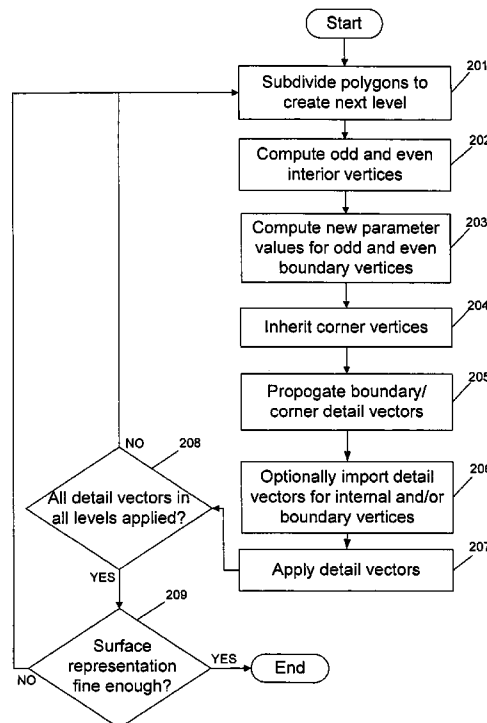 Start
201
Subdivide polygons to
create next level
202
Compute odd and even
interior vertices
203
Compute new parameter
values for odd and even
boundary vertices
204
Inherit corner vertices
205
Propogate boundary/
corner detail vectors
206
Optionally import detail
vectors for internal and/or
boundary vertices
207
Apply detail vectors
NO
208
All detail vectors in
all levels applied?
YES
209
Surface
representation
fine enough?
NO
YES
End